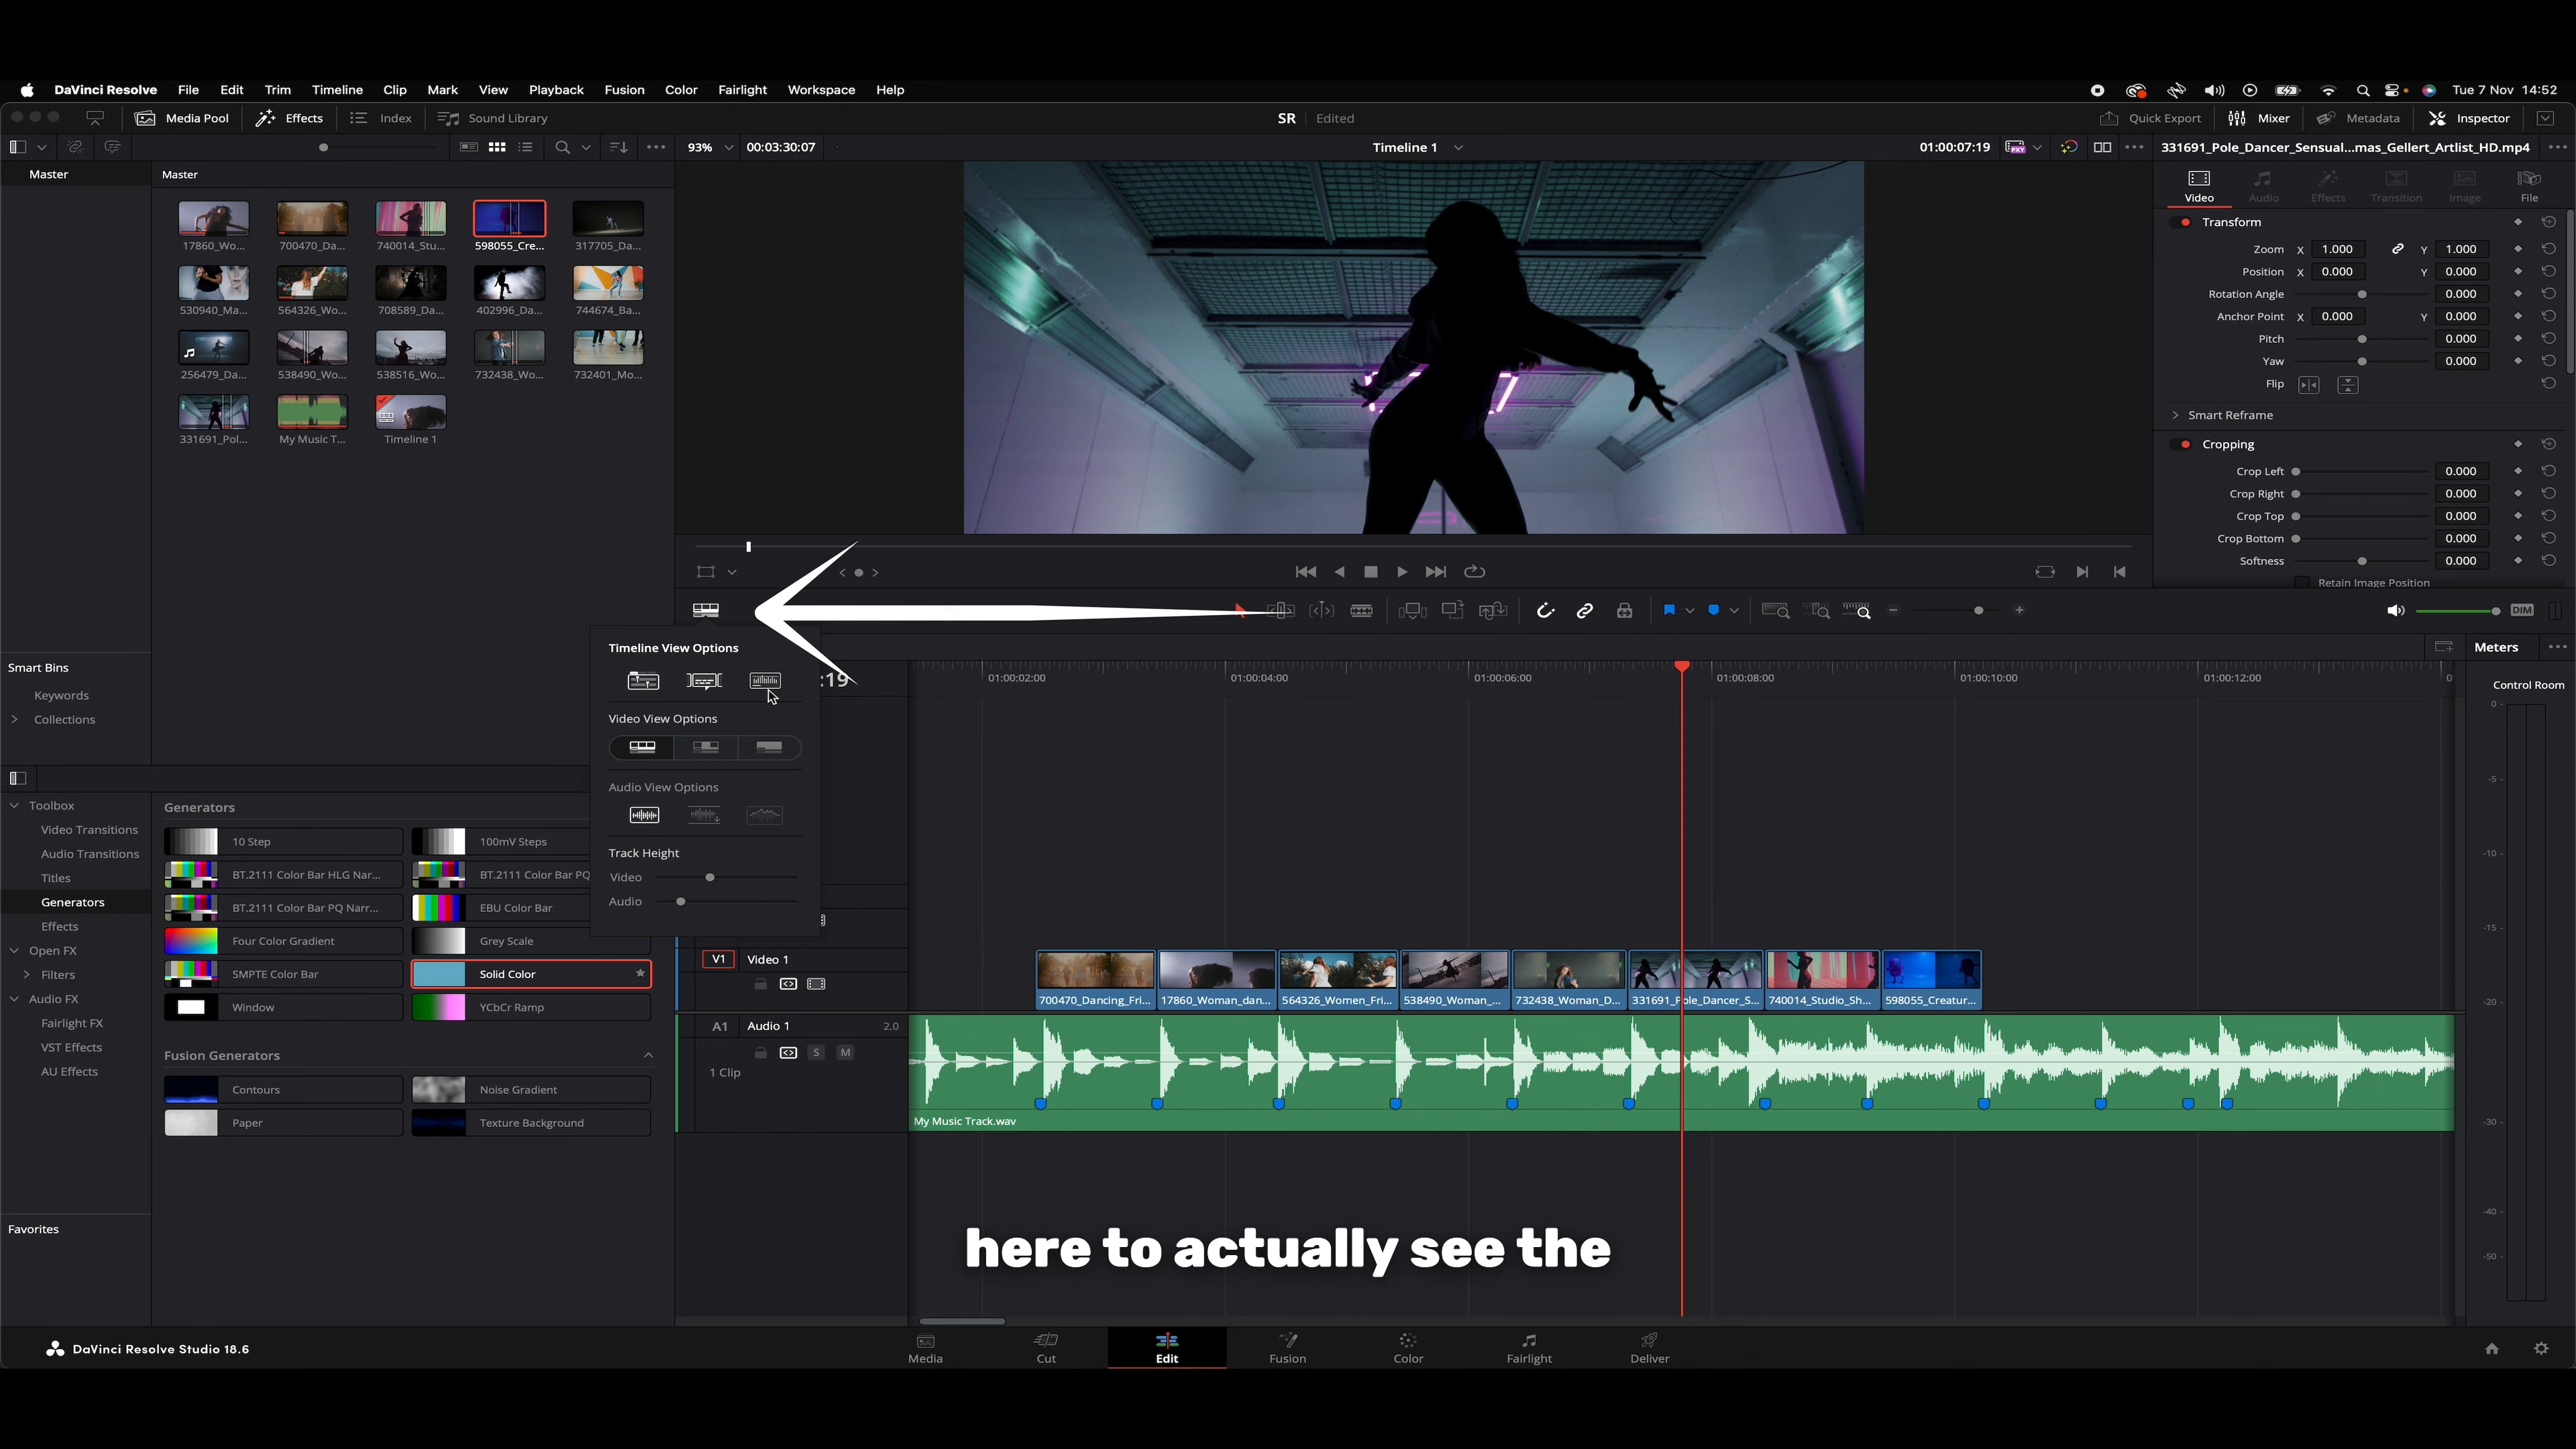 DaVinci Resolve File Edit Trim Timeline Clip Mark View Playback Fusion Color Fairlight Workspace Help Tue 7 Nov 14:52
Media Pool Effects Index Sound Library SR Edited Quick Export Mixer Metadata Inspector
93% 00:03:30:07 Timeline 1 01:00:07:19 PXY 331691_Pole_Dancer_Sensual...mas_Gellert_Artlist_HD.mp4
Master
Master
17860_Wo... 700470_Da... 740014_Stu... 598055_Cre... 317705_Da...
530940_Ma... 564326_Wo... 708589_Da... 402996_Da... 744674_Ba...
256479_Da... 538490_Wo... 538516_Wo... 732438_Wo... 732401_Mo...
331691_Pol... My Music T... Timeline 1
Smart Bins
Keywords
Collections
Video Audio Effects Transition Image File
Transform
Zoom X 1.000 Y 1.000
Position X 0.000 Y 0.000
Rotation Angle 0.000
Anchor Point X 0.000 Y 0.000
Pitch 0.000
Yaw 0.000
Flip
Smart Reframe
Cropping
Crop Left 0.000
Crop Right 0.000
Crop Top 0.000
Crop Bottom 0.000
Softness 0.000
Retain Image Position
DIM
Timeline View Options
Video View Options
Audio View Options
Track Height
Video
Audio
:19
01:00:02:00 01:00:04:00 01:00:06:00 01:00:08:00 01:00:10:00 01:00:12:00 0
Meters
Control Room
0
-5
-10
-15
-20
-30
-40
-50
Toolbox
Video Transitions
Audio Transitions
Titles
Generators
Effects
Open FX
Filters
Audio FX
Fairlight FX
VST Effects
AU Effects
Favorites
Generators
10 Step 100mV Steps
BT.2111 Color Bar HLG Nar... BT.2111 Color Bar PQ
BT.2111 Color Bar PQ Narr... EBU Color Bar
Four Color Gradient Grey Scale
SMPTE Color Bar Solid Color
Window YCbCr Ramp
Fusion Generators
Contours Noise Gradient
Paper Texture Background
V1 Video 1
700470_Dancing_Fri... 17860_Woman_dan... 564326_Women_Fri... 538490_Woman_... 732438_Woman_D... 331691_Pole_Dancer_S... 740014_Studio_Sh... 598055_Creatur...
A1 Audio 1 2.0
S M
1 Clip
My Music Track.wav
here to actually see the
DaVinci Resolve Studio 18.6
Media Cut Edit Fusion Color Fairlight Deliver